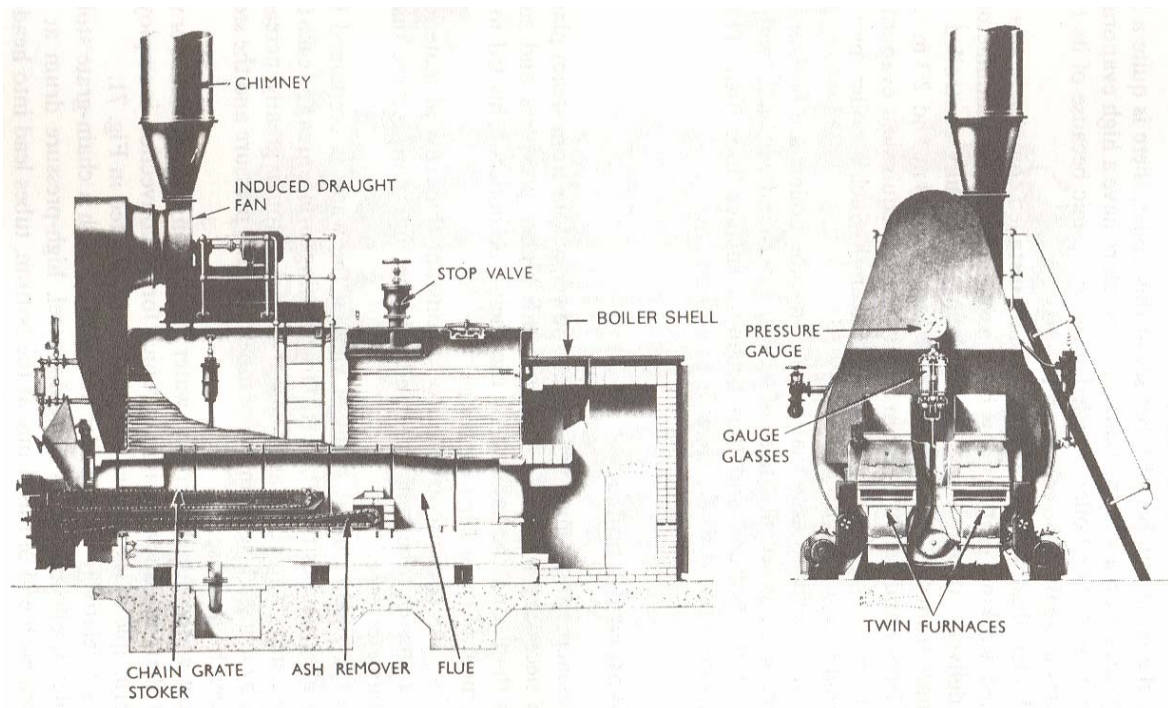 CHIMNEY
INDUCED DRAUGHT
FAN
STOP VALVE
BOILER SHELL
PRESSURE
GAUGE
GAUGE
GLASSES
TWIN FURNACES
CHAIN GRATE
STOKER
ASH REMOVER
FLUE